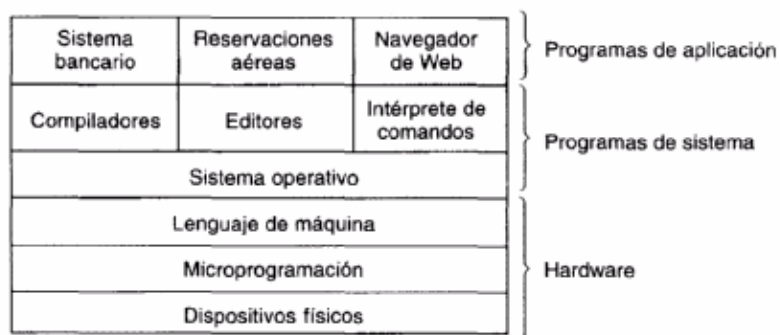 Sistema
bancario
Reservaciones
aéreas
Navegador
de Web
Programas de aplicación
Compiladores
Editores
Intérprete de
comandos
Programas de sistema
Sistema operativo
Lenguaje de máquina
Microprogramación
Hardware
Dispositivos físicos